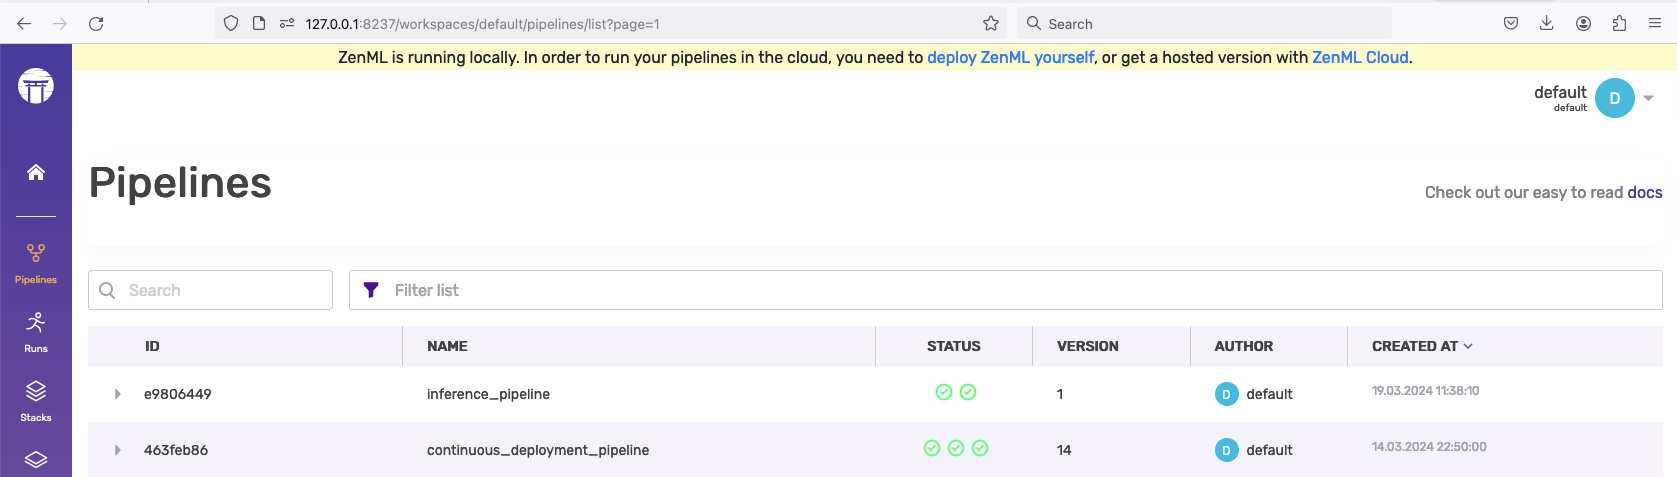 127.0.0.1:8237/workspaces/default/pipelines/list?page=1
Search
ZenML is running locally. In order to run your pipelines in the cloud, you need to deploy ZenML yourself, or get a hosted version with ZenML Cloud.
default
default
D
Pipelines
Check out our easy to read docs
Pipelines
Runs
Stacks
Search
Filter list
ID NAME STATUS VERSION AUTHOR CREATED AT
e9806449 inference_pipeline 1 D default 19.03.2024 11:38:10
463feb86 continuous_deployment_pipeline 14 D default 14.03.2024 22:50:00